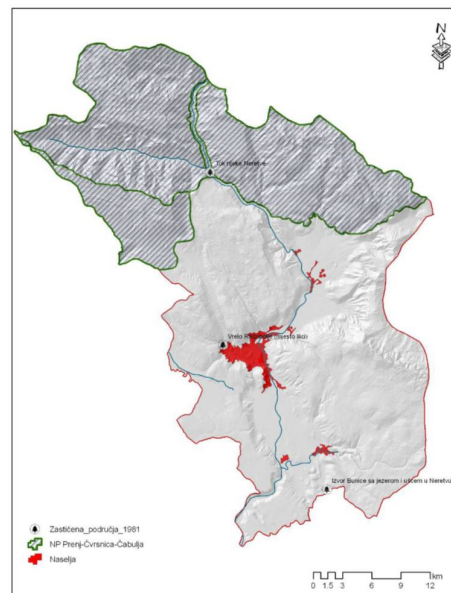 N
Tok rijeke Neretve
Vrelo
Izvor Bunice sa jezerom i ušćem u Neretvu
Zaštićena_područja_1981
NP Prenj-Čvrsnica-Čabulja
Naselja
km
0 1.5 3 6 9 12